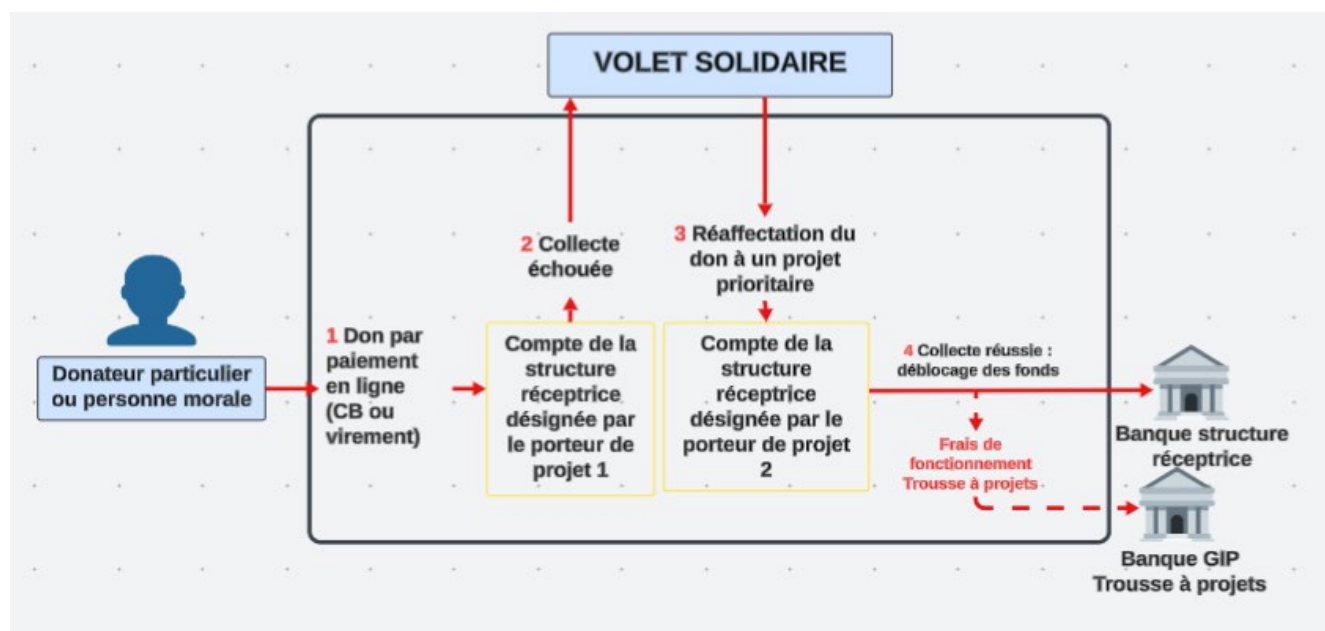 VOLET SOLIDAIRE
Donateur particulier
ou personne morale
1 Don par
paiement
en ligne
(CB ou
virement)
2 Collecte
échouée
Compte de la
structure
réceptrice
désignée par
le porteur de
projet 1
3 Réaffectation du
don à un projet
prioritaire
Compte de la
structure
réceptrice
désignée par le
porteur de projet
2
4 Collecte réussie :
déblocage des fonds
Frais de
fonctionnement
Trousse à projets
Banque structure
réceptrice
Banque GIP
Trousse à projets